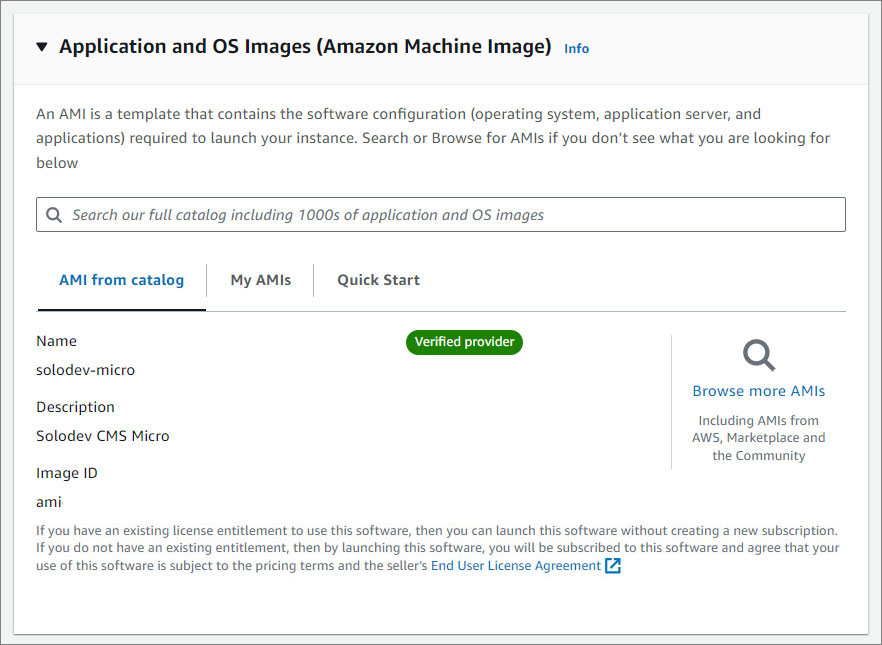 Application and OS Images (Amazon Machine Image) Info
An AMI is a template that contains the software configuration (operating system, application server, and
applications) required to launch your instance. Search or Browse for AMIs if you don’t see what you are looking for
below
Search our full catalog including 1000s of application and OS images
AMI from catalog
My AMIs
Quick Start
Name
Verified provider
solodev-micro
Description
Solodev CMS Micro
Image ID
ami
Browse more AMIs
Including AMIs from
AWS, Marketplace and
the Community
If you have an existing license entitlement to use this software, then you can launch this software without creating a new subscription.
If you do not have an existing entitlement, then by launching this software, you will be subscribed to this software and agree that your
use of this software is subject to the pricing terms and the seller's End User License Agreement